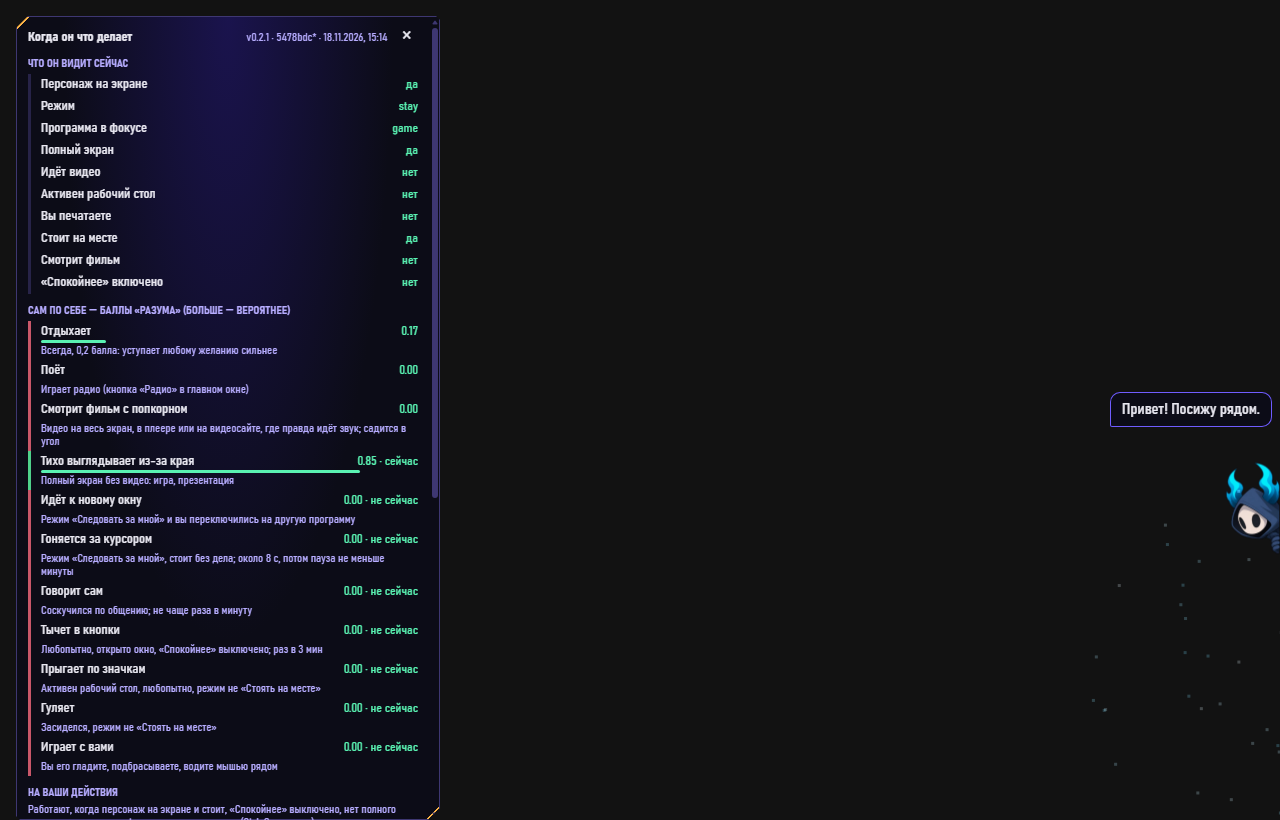 Когда он что делает v0.2.1 · 5478bdc* · 18.11.2026, 15:14 ×
ЧТО ОН ВИДИТ СЕЙЧАС
Персонаж на экране да
Режим stay
Программа в фокусе game
Полный экран да
Идёт видео нет
Активен рабочий стол нет
Вы печатаете нет
Стоит на месте да
Смотрит фильм нет
«Спокойнее» включено нет
САМ ПО СЕБЕ — БАЛЛЫ «РАЗУМА» (БОЛЬШЕ — ВЕРОЯТНЕЕ)
Отдыхает 0.17
Всегда, 0,2 балла: уступает любому желанию сильнее
Поёт 0.00
Играет радио (кнопка «Радио» в главном окне)
Смотрит фильм с попкорном 0.00
Видео на весь экран, в плеере или на видеосайте, где правда идёт звук; садится в
угол
Тихо выглядывает из-за края 0.85 · сейчас
Полный экран без видео: игра, презентация
Идёт к новому окну 0.00 · не сейчас
Режим «Следовать за мной» и вы переключились на другую программу
Гоняется за курсором 0.00 · не сейчас
Режим «Следовать за мной», стоит без дела; около 8 с, потом пауза не меньше
минуты
Говорит сам 0.00 · не сейчас
Соскучился по общению; не чаще раза в минуту
Тычет в кнопки 0.00 · не сейчас
Любопытно, открыто окно, «Спокойнее» выключено; раз в 3 мин
Прыгает по значкам 0.00 · не сейчас
Активен рабочий стол, любопытно, режим не «Стоять на месте»
Гуляет 0.00 · не сейчас
Засиделся, режим не «Стоять на месте»
Играет с вами 0.00 · не сейчас
Вы его гладите, подбрасываете, водите мышью рядом
НА ВАШИ ДЕЙСТВИЯ
Работают, когда персонаж на экране и стоит, «Спокойнее» выключено, нет полного
Привет! Посижу рядом.